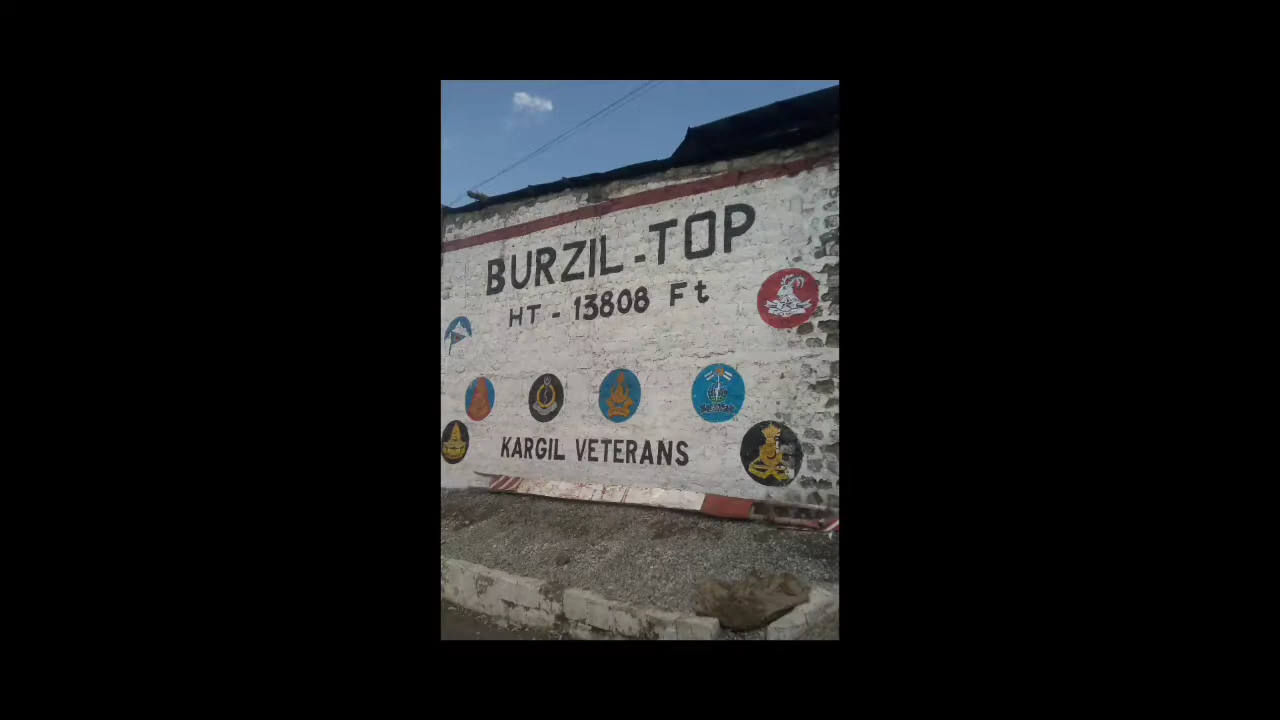 BURZIL - TOP
HT - 13808 Ft
KARGIL VETERANS